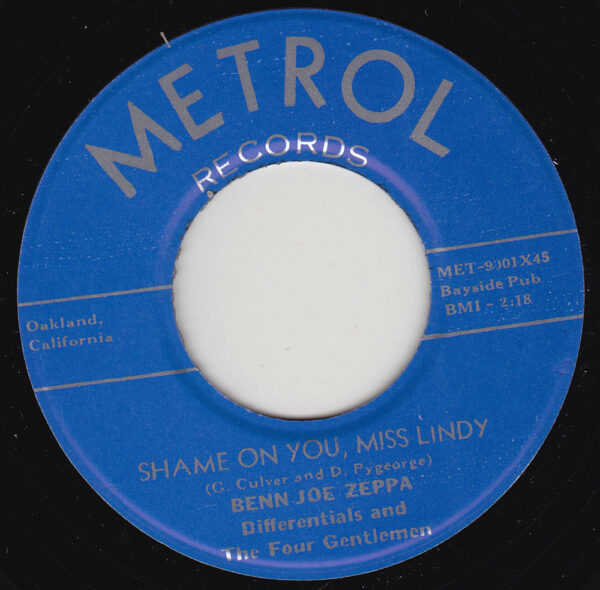 METROL
RECORDS
MET-9001X45
Bayside Pub.
BMI - 2:18
Oakland,
California
SHAME ON YOU, MISS LINDY
(G. Culver and D. Pygeorge)
BENN JOE ZEPPA
Differentials and
The Four Gentlemen